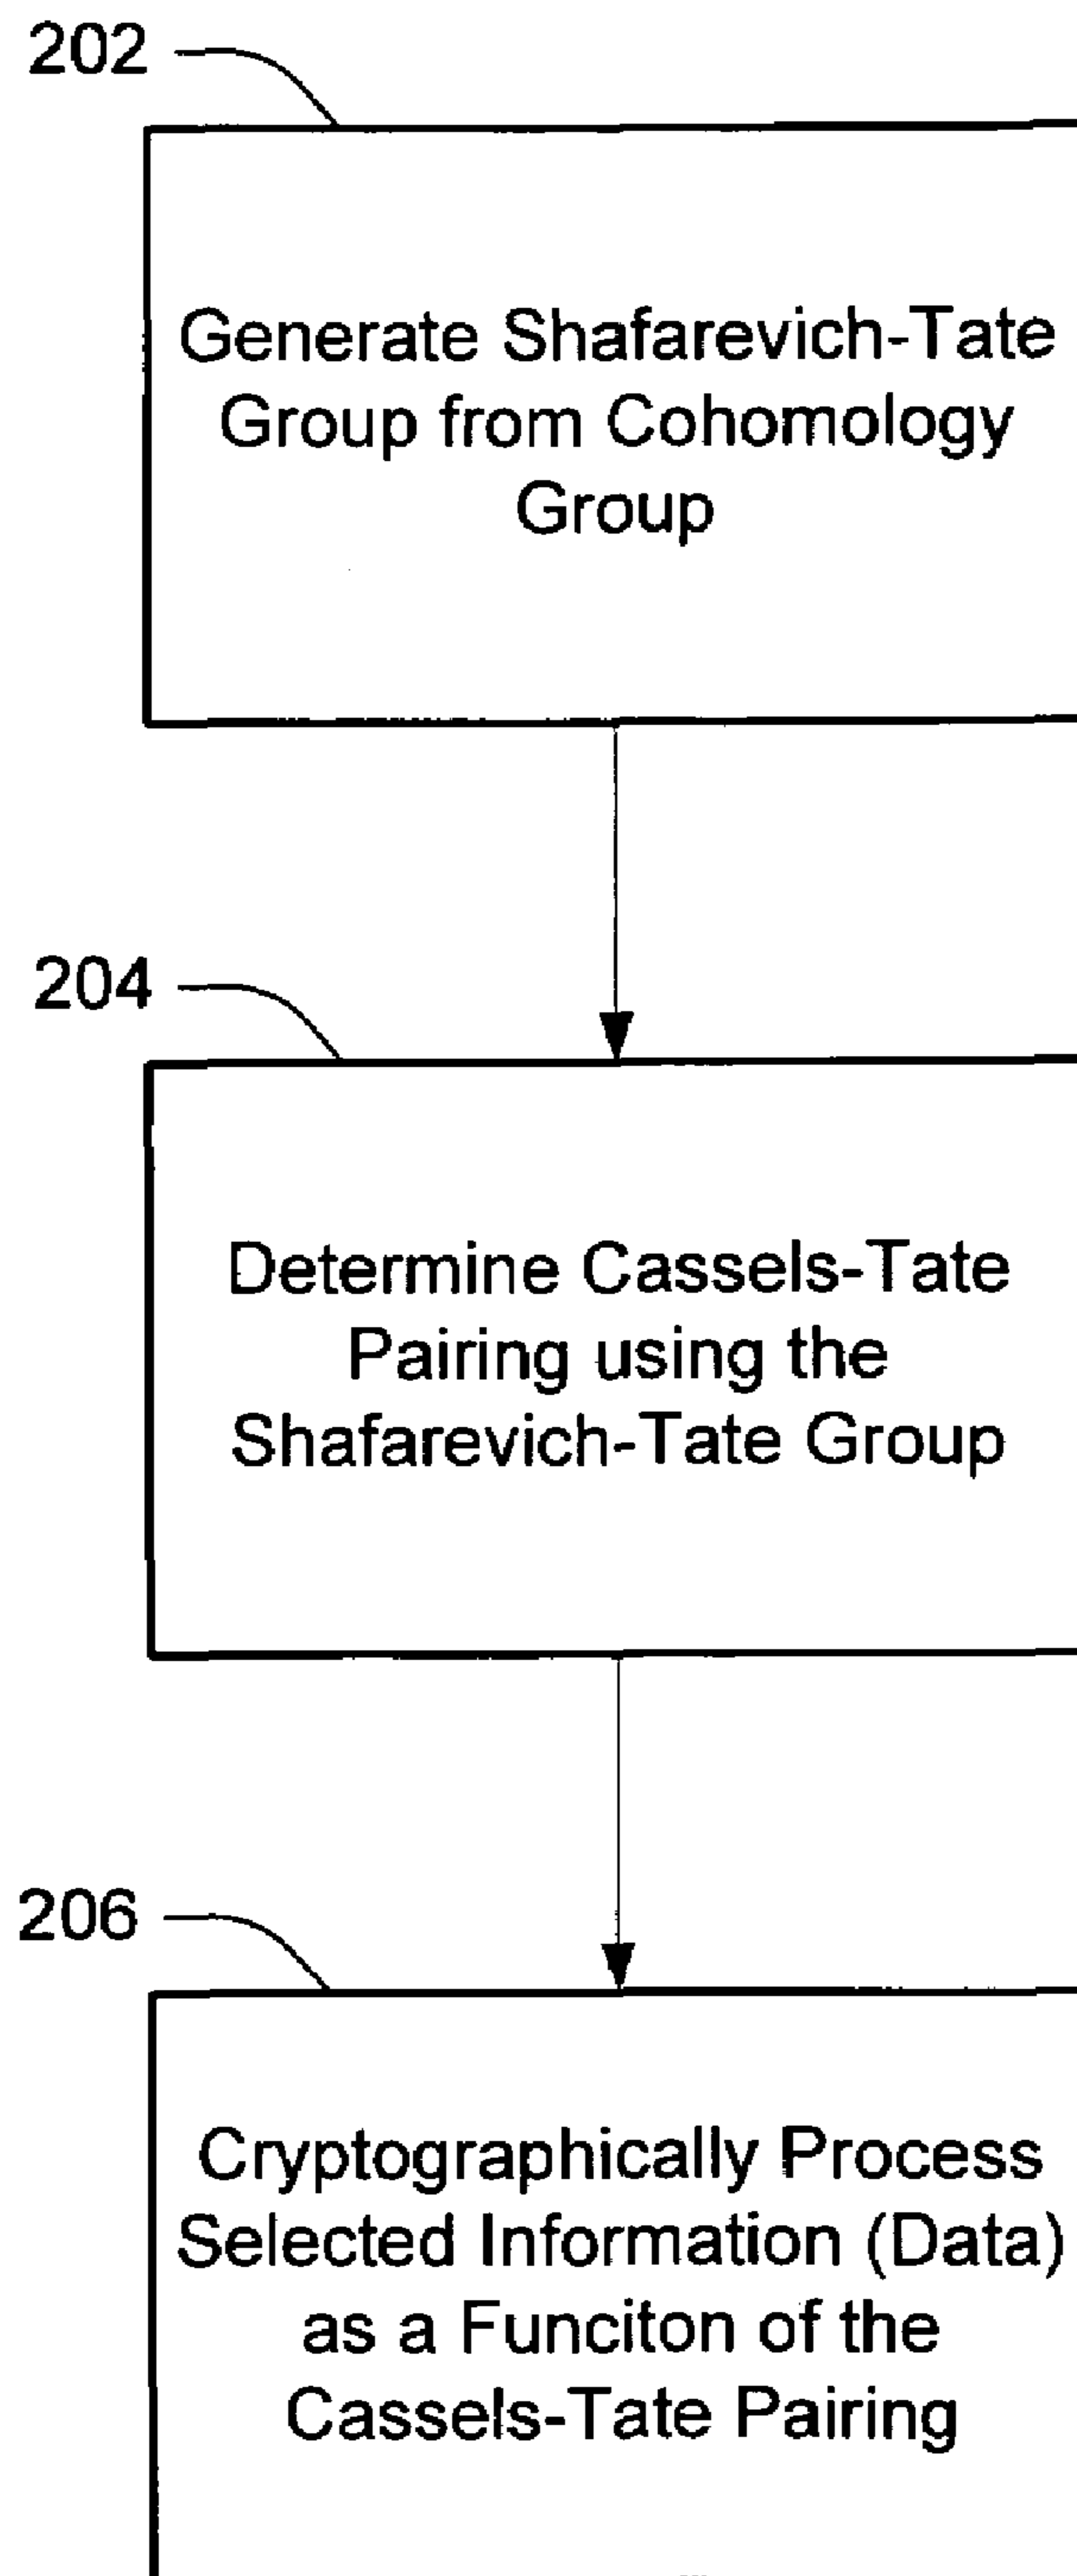 202
Generate Shafarevich-Tate
Group from Cohomology
Group
204
Determine Cassels-Tate
Pairing using the
Shafarevich-Tate Group
206
Cryptographically Process
Selected Information (Data)
as a Funciton of the
Cassels-Tate Pairing